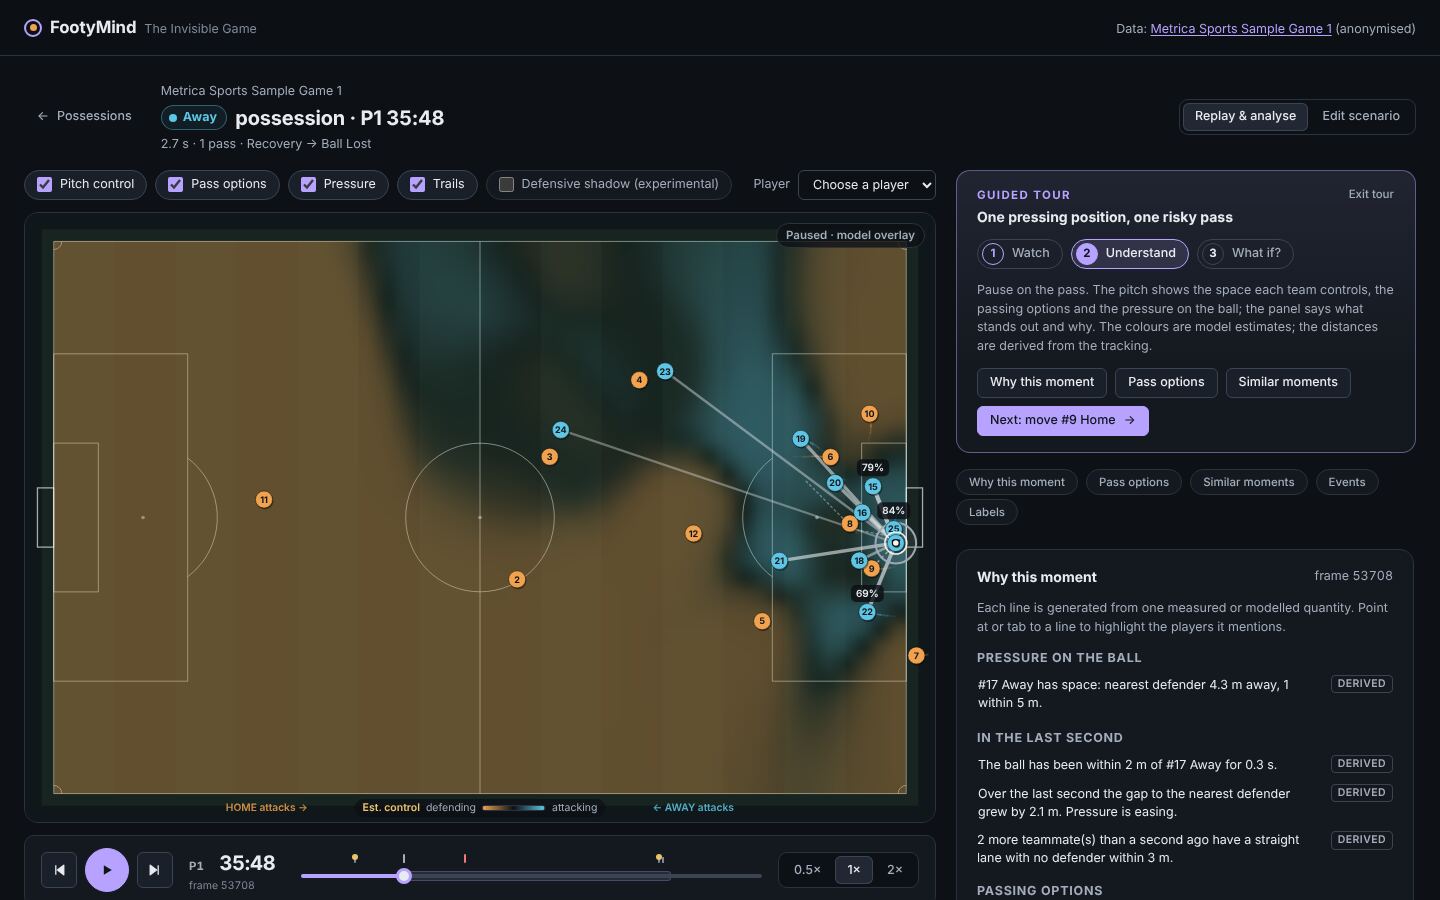 FootyMind The Invisible Game
Data: Metrica Sports Sample Game 1 (anonymised)
← Possessions
Metrica Sports Sample Game 1
Away possession · P1 35:48
2.7 s · 1 pass · Recovery → Ball Lost
Replay & analyse Edit scenario
Pitch control Pass options Pressure Trails Defensive shadow (experimental) Player Choose a player
Paused · model overlay
4 23
10
24
3
19
6
79%
20 15
11
16 84%
8 25
12
21 18 9
2
69%
22
5
7
HOME attacks → Est. control defending attacking ← AWAY attacks
P1 35:48
frame 53708
0.5× 1× 2×
GUIDED TOUR Exit tour
One pressing position, one risky pass
1 Watch 2 Understand 3 What if?
Pause on the pass. The pitch shows the space each team controls, the
passing options and the pressure on the ball; the panel says what
stands out and why. The colours are model estimates; the distances
are derived from the tracking.
Why this moment Pass options Similar moments
Next: move #9 Home →
Why this moment Pass options Similar moments Events
Labels
Why this moment frame 53708
Each line is generated from one measured or modelled quantity. Point
at or tab to a line to highlight the players it mentions.
PRESSURE ON THE BALL
#17 Away has space: nearest defender 4.3 m away, 1 DERIVED
within 5 m.
IN THE LAST SECOND
The ball has been within 2 m of #17 Away for 0.3 s. DERIVED
Over the last second the gap to the nearest defender DERIVED
grew by 2.1 m. Pressure is easing.
2 more teammate(s) than a second ago have a straight DERIVED
lane with no defender within 3 m.
PASSING OPTIONS